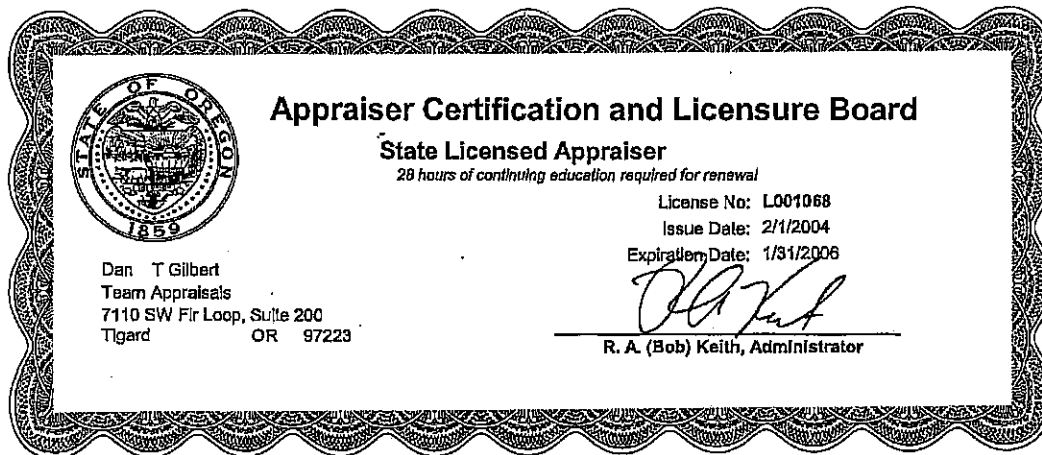 STATE OF OREGON
1859
Appraiser Certification and Licensure Board
State Licensed Appraiser
28 hours of continuing education required for renewal
License No: L001068
Issue Date: 2/1/2004
Expiration Date: 1/31/2006
Dan T Gilbert
Team Appraisals
7110 SW Fir Loop, Suite 200
Tigard OR 97223
R. A. (Bob) Keith, Administrator